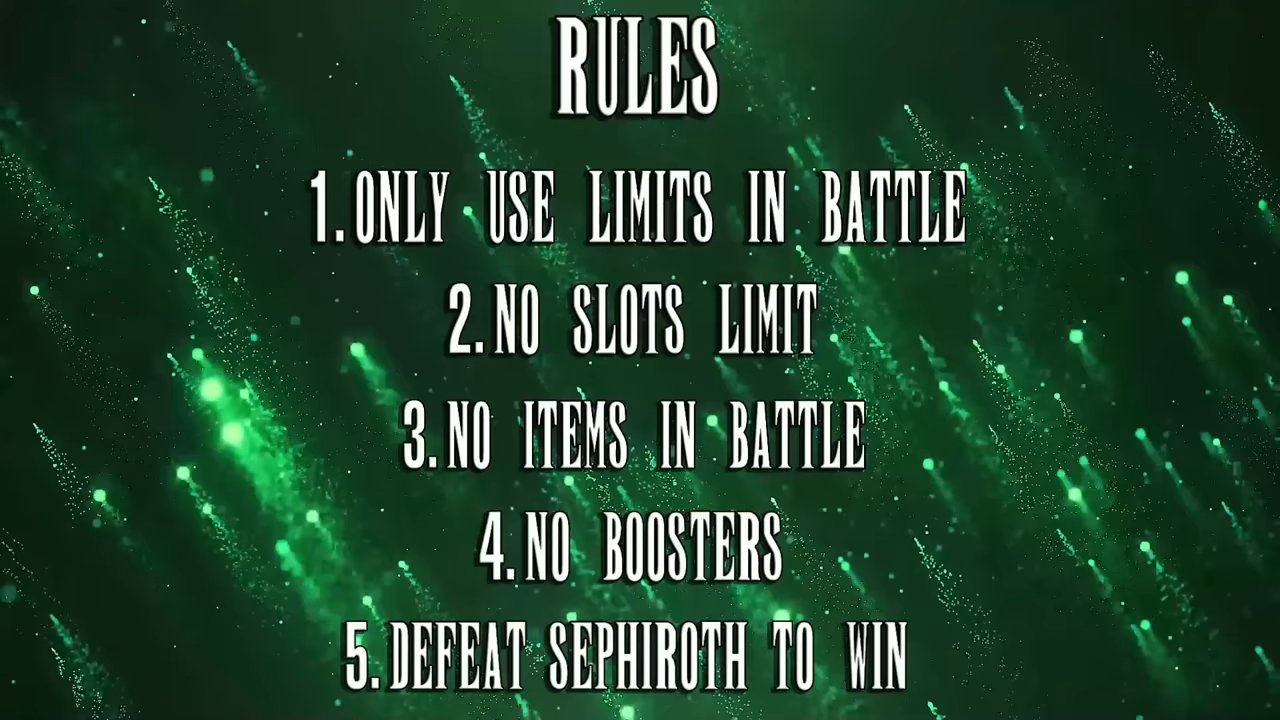 RULES
1. ONLY USE LIMITS IN BATTLE
2. NO SLOTS LIMIT
3. NO ITEMS IN BATTLE
4. NO BOOSTERS
5. DEFEAT SEPHIROTH TO WIN